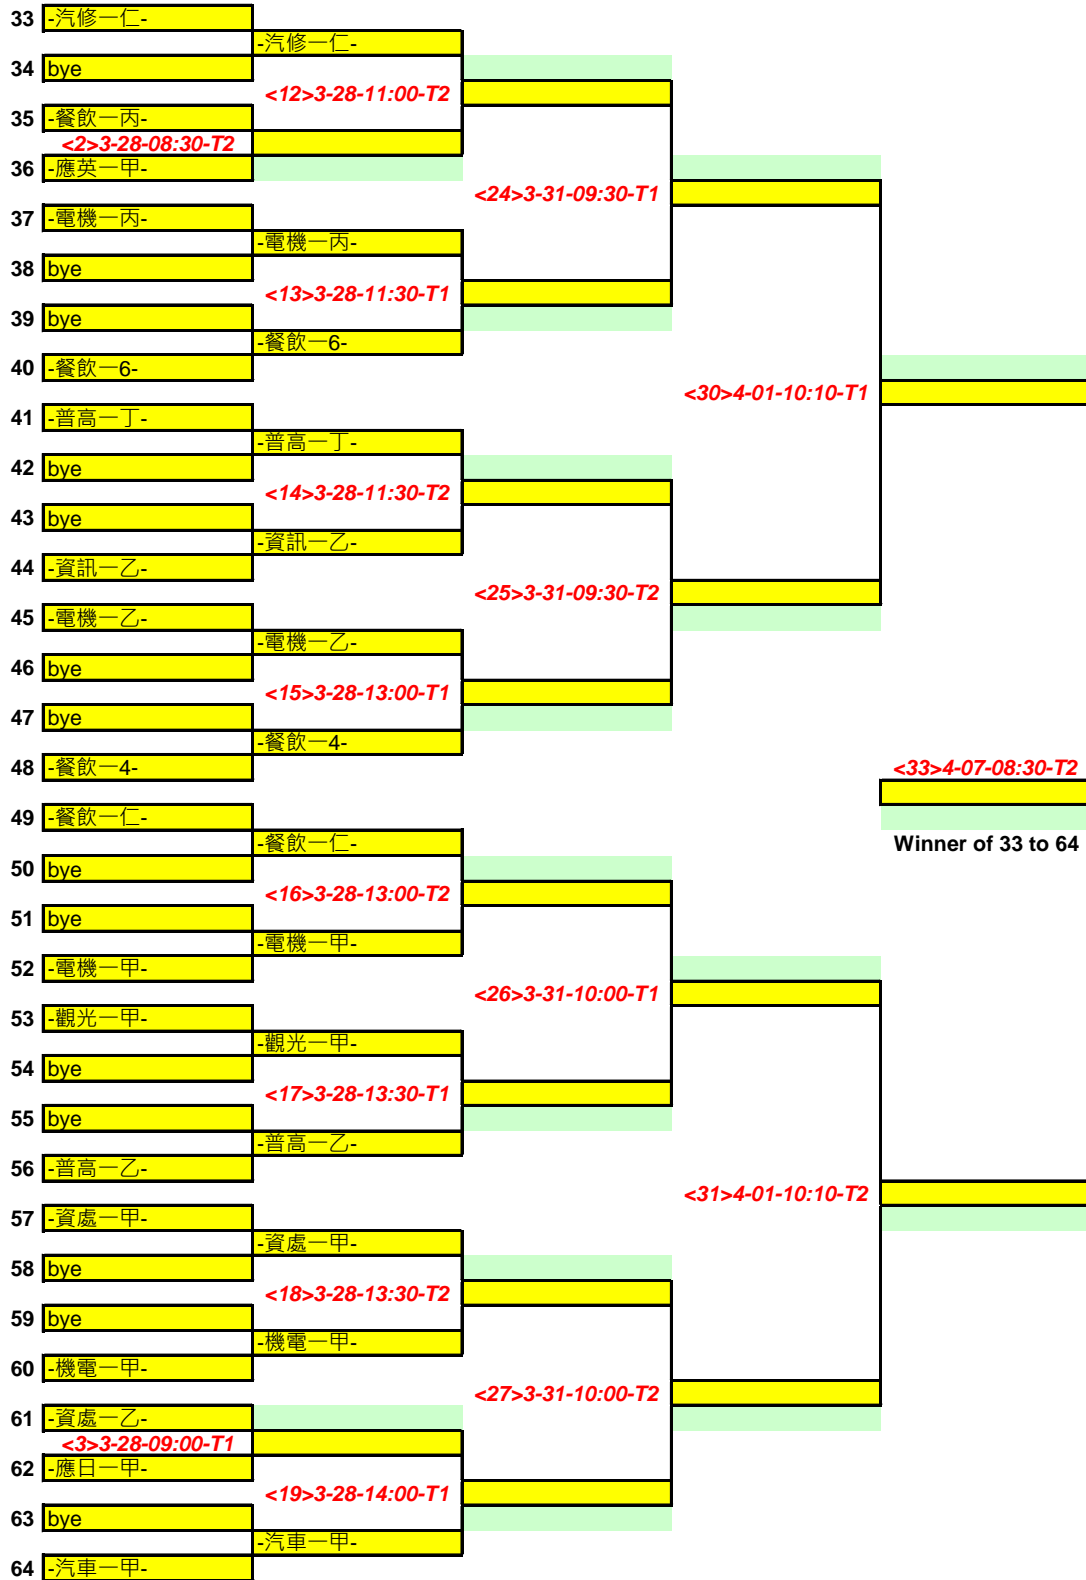 33 -汽修一仁-
-汽修一仁-
34 bye
<12>3-28-11:00-T2
35 -餐飲一丙-
<2>3-28-08:30-T2
36 -應英一甲-
<24>3-31-09:30-T1
37 -電機一丙-
-電機一丙-
38 bye
<13>3-28-11:30-T1
39 bye
-餐飲一6-
40 -餐飲一6-
<30>4-01-10:10-T1
41 -普高一丁-
-普高一丁-
42 bye
<14>3-28-11:30-T2
43 bye
-資訊一乙-
44 -資訊一乙-
<25>3-31-09:30-T2
45 -電機一乙-
-電機一乙-
46 bye
<15>3-28-13:00-T1
47 bye
-餐飲一4-
48 -餐飲一4-
<33>4-07-08:30-T2
49 -餐飲一仁-
-餐飲一仁-
Winner of 33 to 64
50 bye
<16>3-28-13:00-T2
51 bye
-電機一甲-
52 -電機一甲-
<26>3-31-10:00-T1
53 -觀光一甲-
-觀光一甲-
54 bye
<17>3-28-13:30-T1
55 bye
-普高一乙-
56 -普高一乙-
<31>4-01-10:10-T2
57 -資處一甲-
-資處一甲-
58 bye
<18>3-28-13:30-T2
59 bye
-機電一甲-
60 -機電一甲-
<27>3-31-10:00-T2
61 -資處一乙-
<3>3-28-09:00-T1
62 -應日一甲-
<19>3-28-14:00-T1
63 bye
-汽車一甲-
64 -汽車一甲-